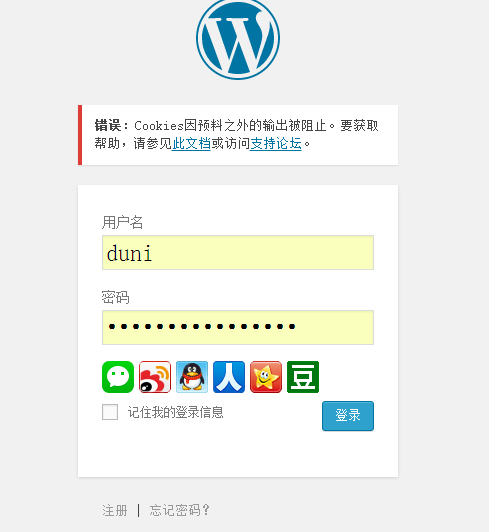 错误：Cookies因预料之外的输出被阻止。要获取
帮助，请参见此文档或访问支持论坛。
用户名
duni
密码
••••••••••••••••
人 豆
记住我的登录信息
登录
注册 | 忘记密码？